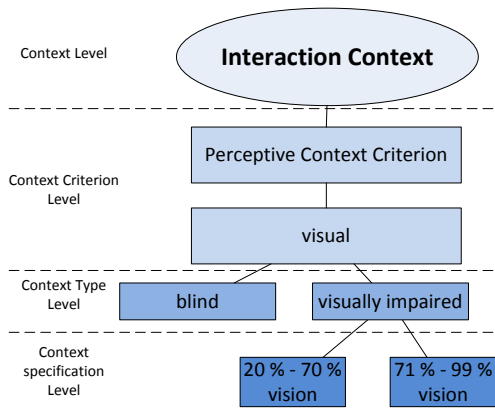 Context Level
Interaction Context
Perceptive Context Criterion
Context Criterion
Level
visual
Context Type
Level
blind
visually impaired
Context
specification
Level
20 % - 70 %
vision
71 % - 99 %
vision